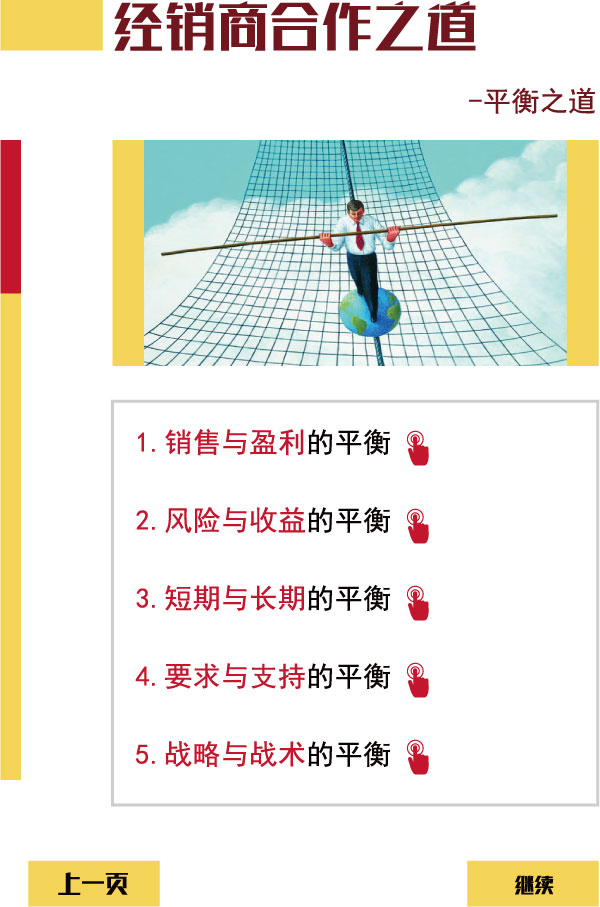 经销商合作之道
-平衡之道
1.销售与盈利的平衡
2.风险与收益的平衡
3.短期与长期的平衡
4.要求与支持的平衡
5.战略与战术的平衡
上一页
继续